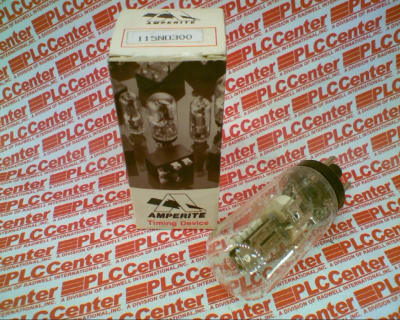 AMPERITE
115NO300
AMPERITE
Timing Device
PLCCenter
A DIVISION OF RADWELL INTERNATIONAL, INC.